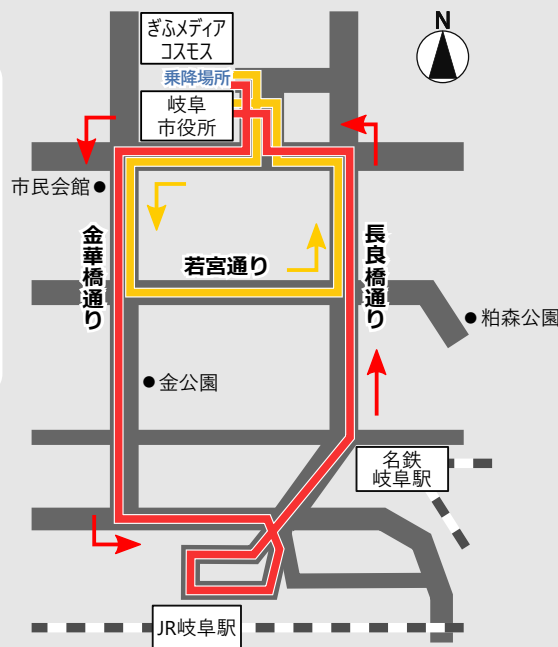 ぎふメディア
コスモス
N
乗降場所
岐阜
市役所
市民会館
金華橋通り
若宮通り
長良橋通り
粕森公園
金公園
名鉄
岐阜駅
JR岐阜駅